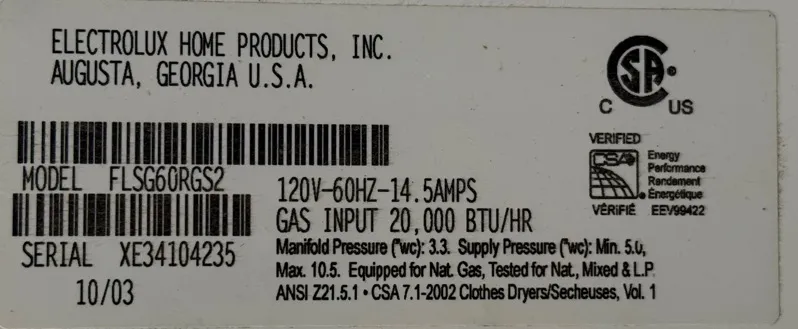 ELECTROLUX HOME PRODUCTS, INC.
AUGUSTA, GEORGIA U.S.A.
CSA
C US
VERIFIED
CSA
Energy
Performance
Rendement
Énergétique
VÉRIFIÉ EEV99422
MODEL FLSG60RGS2
SERIAL XE34104235
10/03
120V-60HZ-14.5AMPS
GAS INPUT 20,000 BTU/HR
Manifold Pressure ("wc): 3.3. Supply Pressure ("wc): Min. 5.0,
Max. 10.5. Equipped for Nat. Gas, Tested for Nat., Mixed & L.P.
ANSI Z21.5.1 • CSA 7.1-2002 Clothes Dryers/Secheuses, Vol. 1